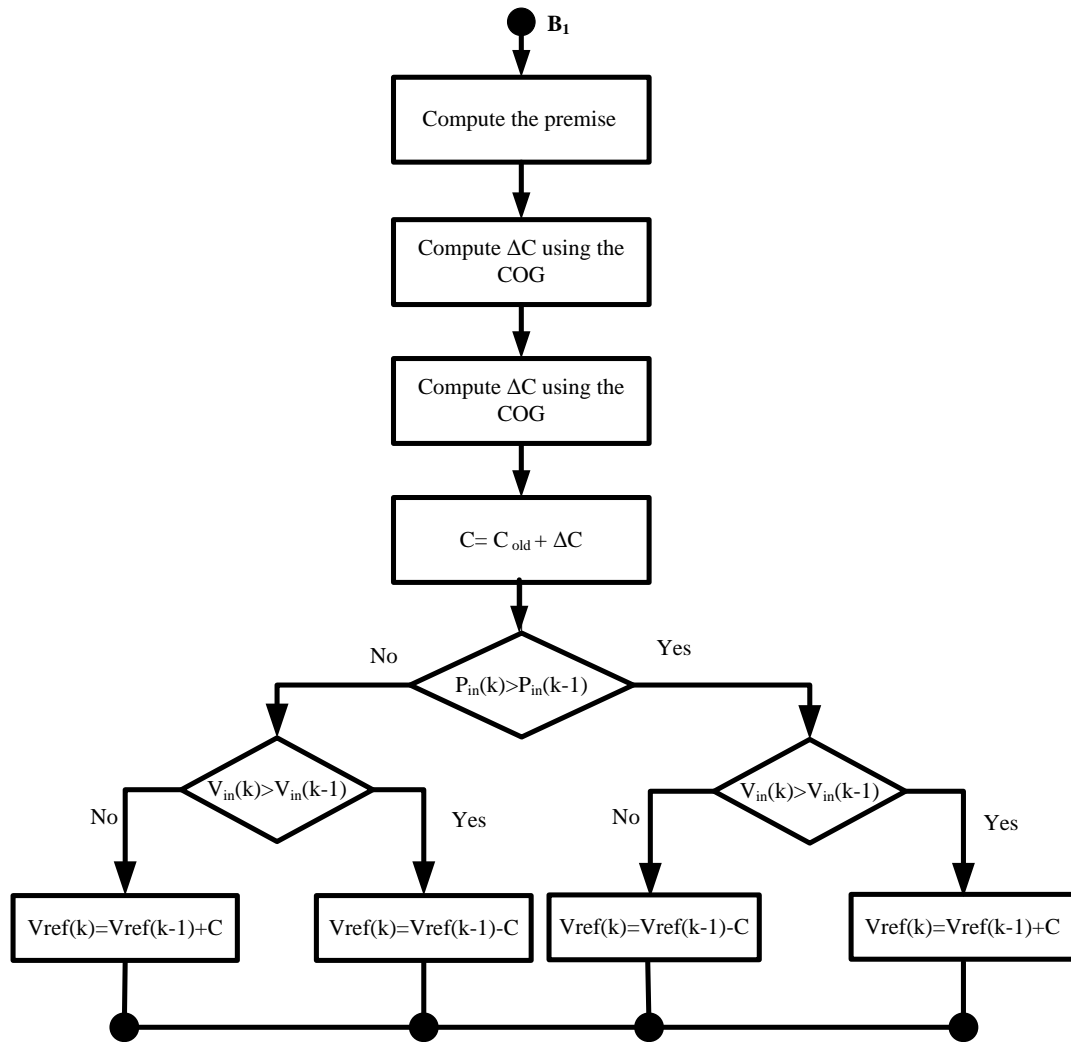 B₁
Compute the premise
Compute ΔC using the
COG
Compute ΔC using the
COG
C= C old + ΔC
No
Yes
Pin(k)>Pin(k-1)
Vin(k)>Vin(k-1)
Vin(k)>Vin(k-1)
No
Yes
No
Yes
Vref(k)=Vref(k-1)+C
Vref(k)=Vref(k-1)-C
Vref(k)=Vref(k-1)-C
Vref(k)=Vref(k-1)+C